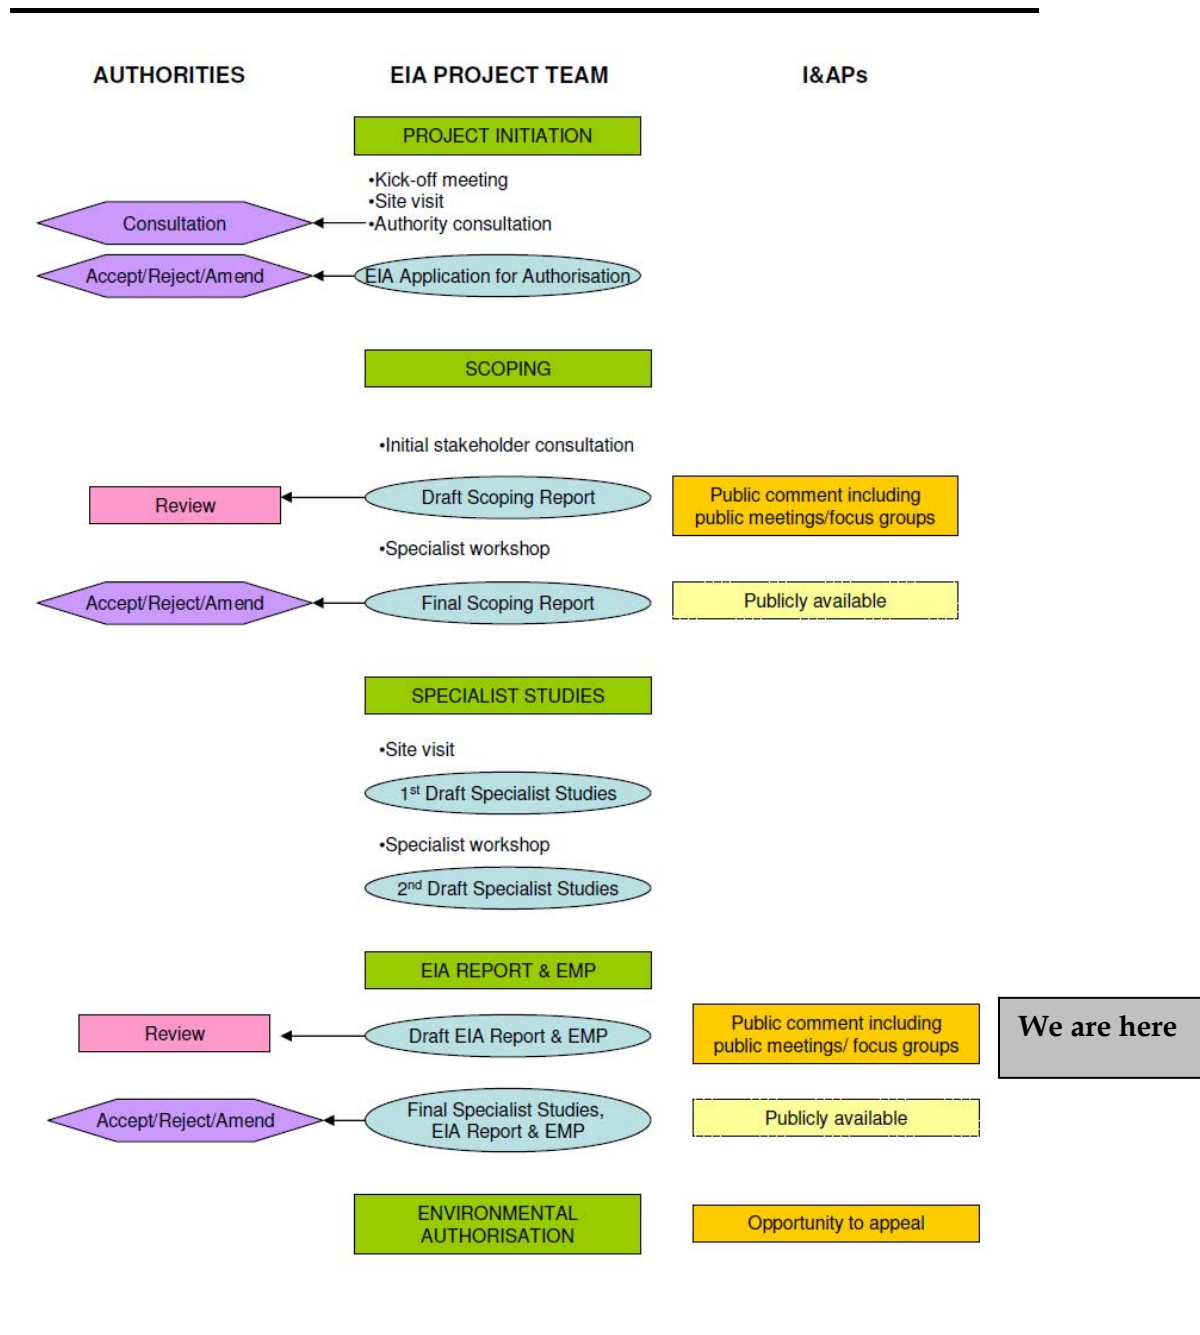 AUTHORITIES
EIA PROJECT TEAM
I&APs
PROJECT INITIATION
•Kick-off meeting
•Site visit
Consultation
•Authority consultation
Accept/Reject/Amend
EIA Application for Authorisation
SCOPING
•Initial stakeholder consultation
Review
Draft Scoping Report
Public comment including
public meetings/focus groups
•Specialist workshop
Accept/Reject/Amend
Final Scoping Report
Publicly available
SPECIALIST STUDIES
•Site visit
1st Draft Specialist Studies
•Specialist workshop
2nd Draft Specialist Studies
EIA REPORT & EMP
Review
Draft EIA Report & EMP
Public comment including
public meetings/ focus groups
We are here
Accept/Reject/Amend
Final Specialist Studies,
EIA Report & EMP
Publicly available
ENVIRONMENTAL
AUTHORISATION
Opportunity to appeal